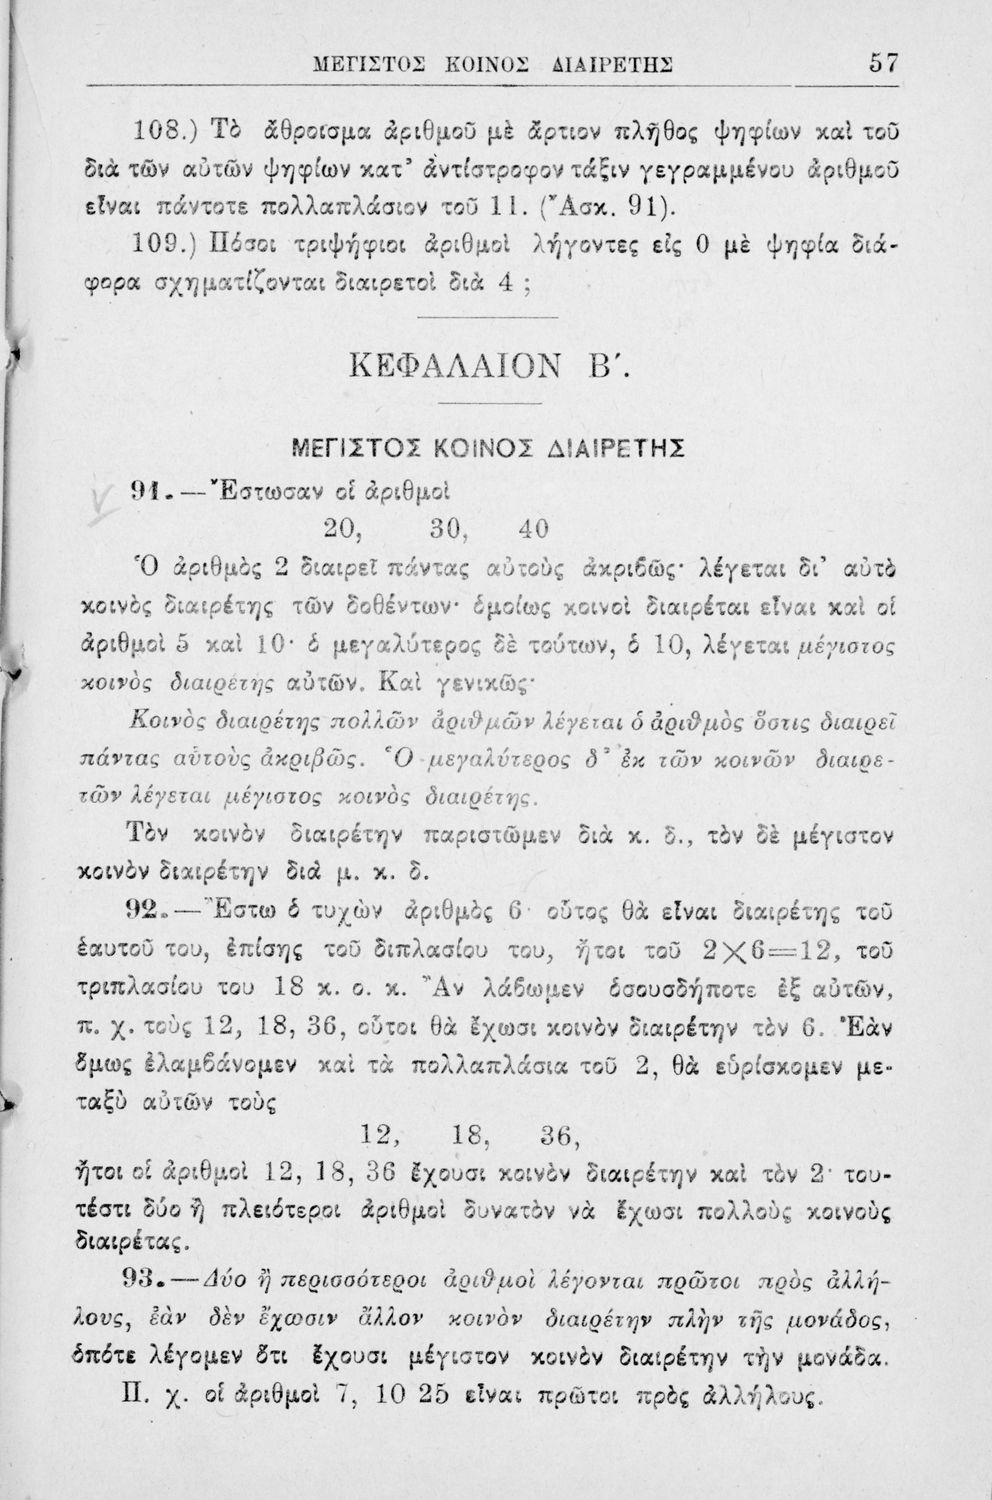 ΜΕΓΙΣΤΟΣ ΚΟΙΝΟΣ ΔΙΑΙΡΕΤΗΣ 57
108.) Τὸ ἄθροισμα ἀριθμοῦ μὲ ἄρτιον πλῆθος ψηφίων καὶ τοῦ
διὰ τῶν αὐτῶν ψηφίων κατ᾽ ἀντίστροφον τάξιν γεγραμμένου ἀριθμοῦ
εἶναι πάντοτε πολλαπλάσιον τοῦ 11. (Ἄσκ. 91).
109.) Πόσοι τριψήφιοι ἀριθμοὶ λήγοντες εἰς 0 μὲ ψηφία διά-
φορα σχηματίζονται διαιρετοὶ διὰ 4 ;
ΚΕΦΑΛΑΙΟΝ Β΄.
ΜΕΓΙΣΤΟΣ ΚΟΙΝΟΣ ΔΙΑΙΡΕΤΗΣ
91.—Ἔστωσαν οἱ ἀριθμοὶ
20, 30, 40
Ὁ ἀριθμὸς 2 διαιρεῖ πάντας αὐτοὺς ἀκριβῶς· λέγεται δι᾽ αὐτὸ
κοινὸς διαιρέτης τῶν δοθέντων· ὁμοίως κοινοὶ διαιρέται εἶναι καὶ οἱ
ἀριθμοὶ 5 καὶ 10· ὁ μεγαλύτερος δὲ τούτων, ὁ 10, λέγεται μέγιστος
κοινὸς διαιρέτης αὐτῶν. Καὶ γενικῶς·
Κοινὸς διαιρέτης πολλῶν ἀριθμῶν λέγεται ὁ ἀριθμὸς ὅστις διαιρεῖ
πάντας αὐτοὺς ἀκριβῶς. Ὁ μεγαλύτερος δ᾽ ἐκ τῶν κοινῶν διαιρε-
τῶν λέγεται μέγιστος κοινὸς διαιρέτης.
Τὸν κοινὸν διαιρέτην παριστῶμεν διὰ κ. δ., τὸν δὲ μέγιστον
κοινὸν διαιρέτην διὰ μ. κ. δ.
92.—Ἔστω ὁ τυχὼν ἀριθμὸς 6· οὗτος θὰ εἶναι διαιρέτης τοῦ
ἑαυτοῦ του, ἐπίσης τοῦ διπλασίου του, ἤτοι τοῦ 2×6=12, τοῦ
τριπλασίου του 18 κ. ο. κ. Ἂν λάβωμεν ὁσουσδήποτε ἐξ αὐτῶν,
π. χ. τοὺς 12, 18, 36, οὗτοι θὰ ἔχωσι κοινὸν διαιρέτην τὸν 6. Ἐὰν
ὅμως ἐλαμβάνομεν καὶ τὰ πολλαπλάσια τοῦ 2, θὰ εὑρίσκομεν με-
ταξὺ αὐτῶν τοὺς
12, 18, 36,
ἤτοι οἱ ἀριθμοὶ 12, 18, 36 ἔχουσι κοινὸν διαιρέτην καὶ τὸν 2· του-
τέστι δύο ἢ πλειότεροι ἀριθμοὶ δυνατὸν νὰ ἔχωσι πολλοὺς κοινοὺς
διαιρέτας.
93.—Δύο ἢ περισσότεροι ἀριθμοὶ λέγονται πρῶτοι πρὸς ἀλλή-
λους, ἐὰν δὲν ἔχωσιν ἄλλον κοινὸν διαιρέτην πλὴν τῆς μονάδος,
ὁπότε λέγομεν ὅτι ἔχουσι μέγιστον κοινὸν διαιρέτην τὴν μονάδα.
Π. χ. οἱ ἀριθμοὶ 7, 10 25 εἶναι πρῶτοι πρὸς ἀλλήλους.